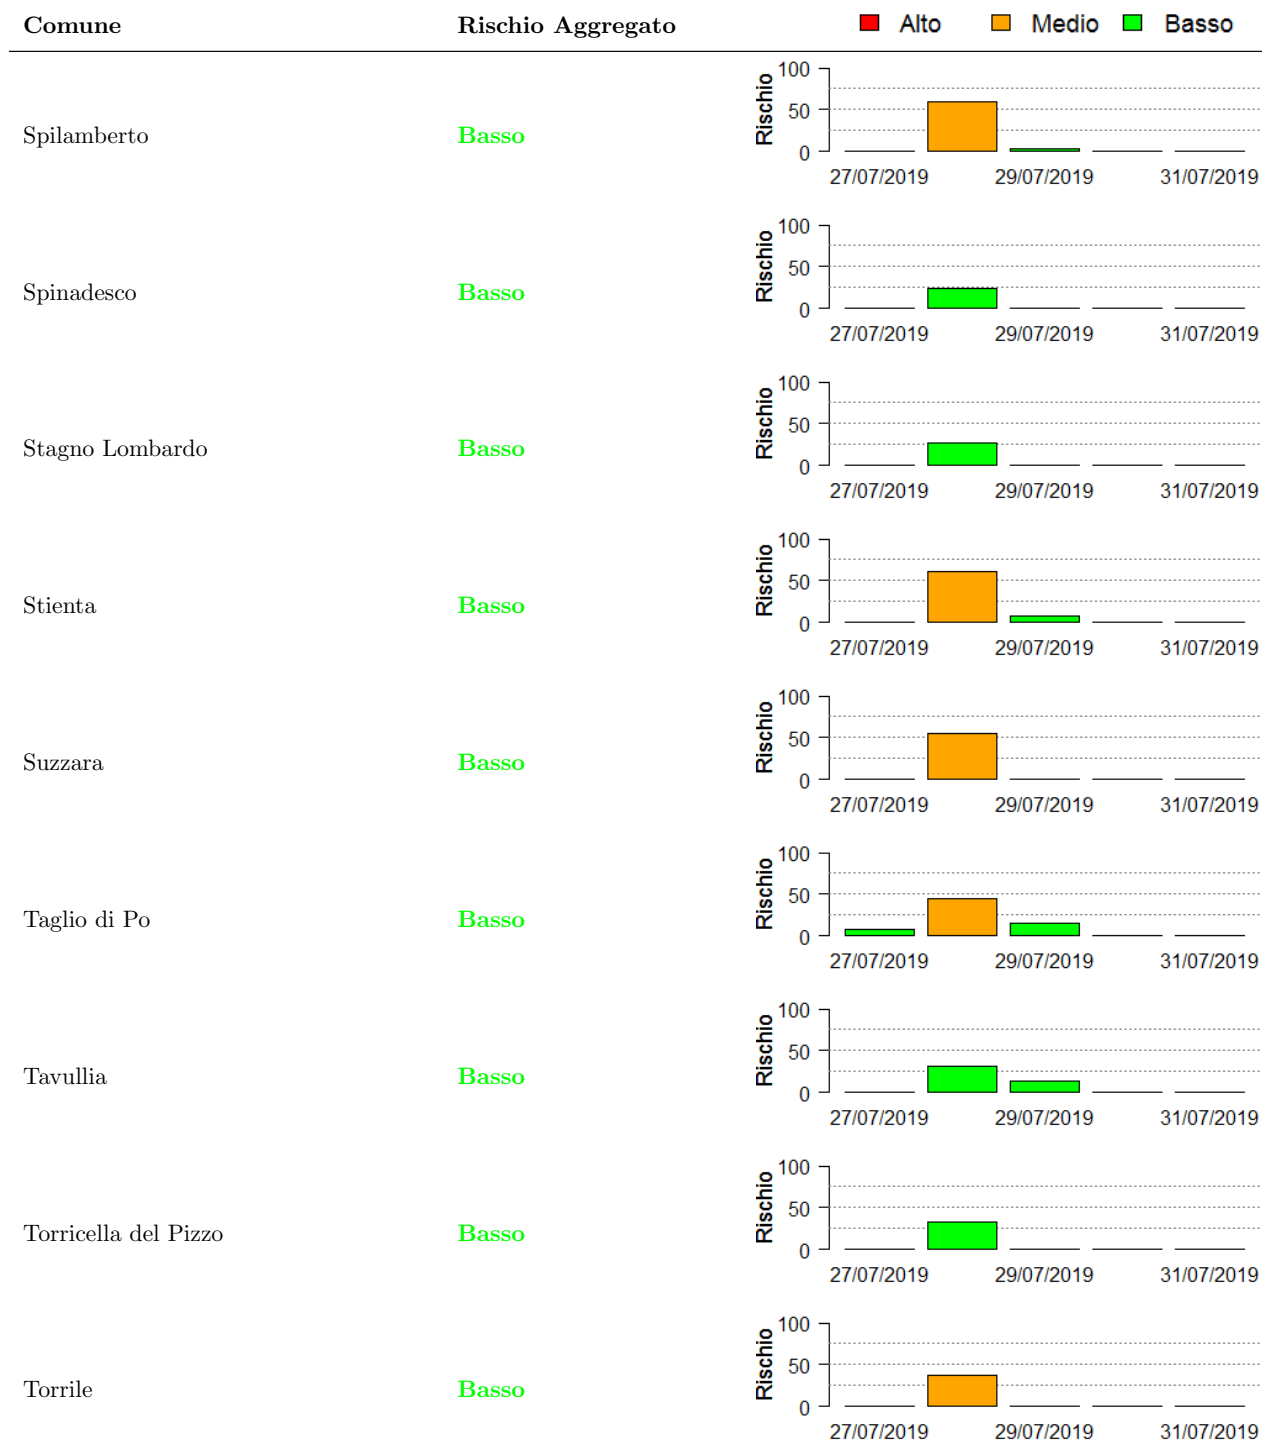 Comune Rischio Aggregato Alto Medio Basso
Spilamberto Basso Rischio 100 50 0
27/07/2019 29/07/2019 31/07/2019
Spinadesco Basso Rischio 100 50 0
27/07/2019 29/07/2019 31/07/2019
Stagno Lombardo Basso Rischio 100 50 0
27/07/2019 29/07/2019 31/07/2019
Stienta Basso Rischio 100 50 0
27/07/2019 29/07/2019 31/07/2019
Suzzara Basso Rischio 100 50 0
27/07/2019 29/07/2019 31/07/2019
Taglio di Po Basso Rischio 100 50 0
27/07/2019 29/07/2019 31/07/2019
Tavullia Basso Rischio 100 50 0
27/07/2019 29/07/2019 31/07/2019
Torricella del Pizzo Basso Rischio 100 50 0
27/07/2019 29/07/2019 31/07/2019
Torrile Basso Rischio 100 50 0
27/07/2019 29/07/2019 31/07/2019